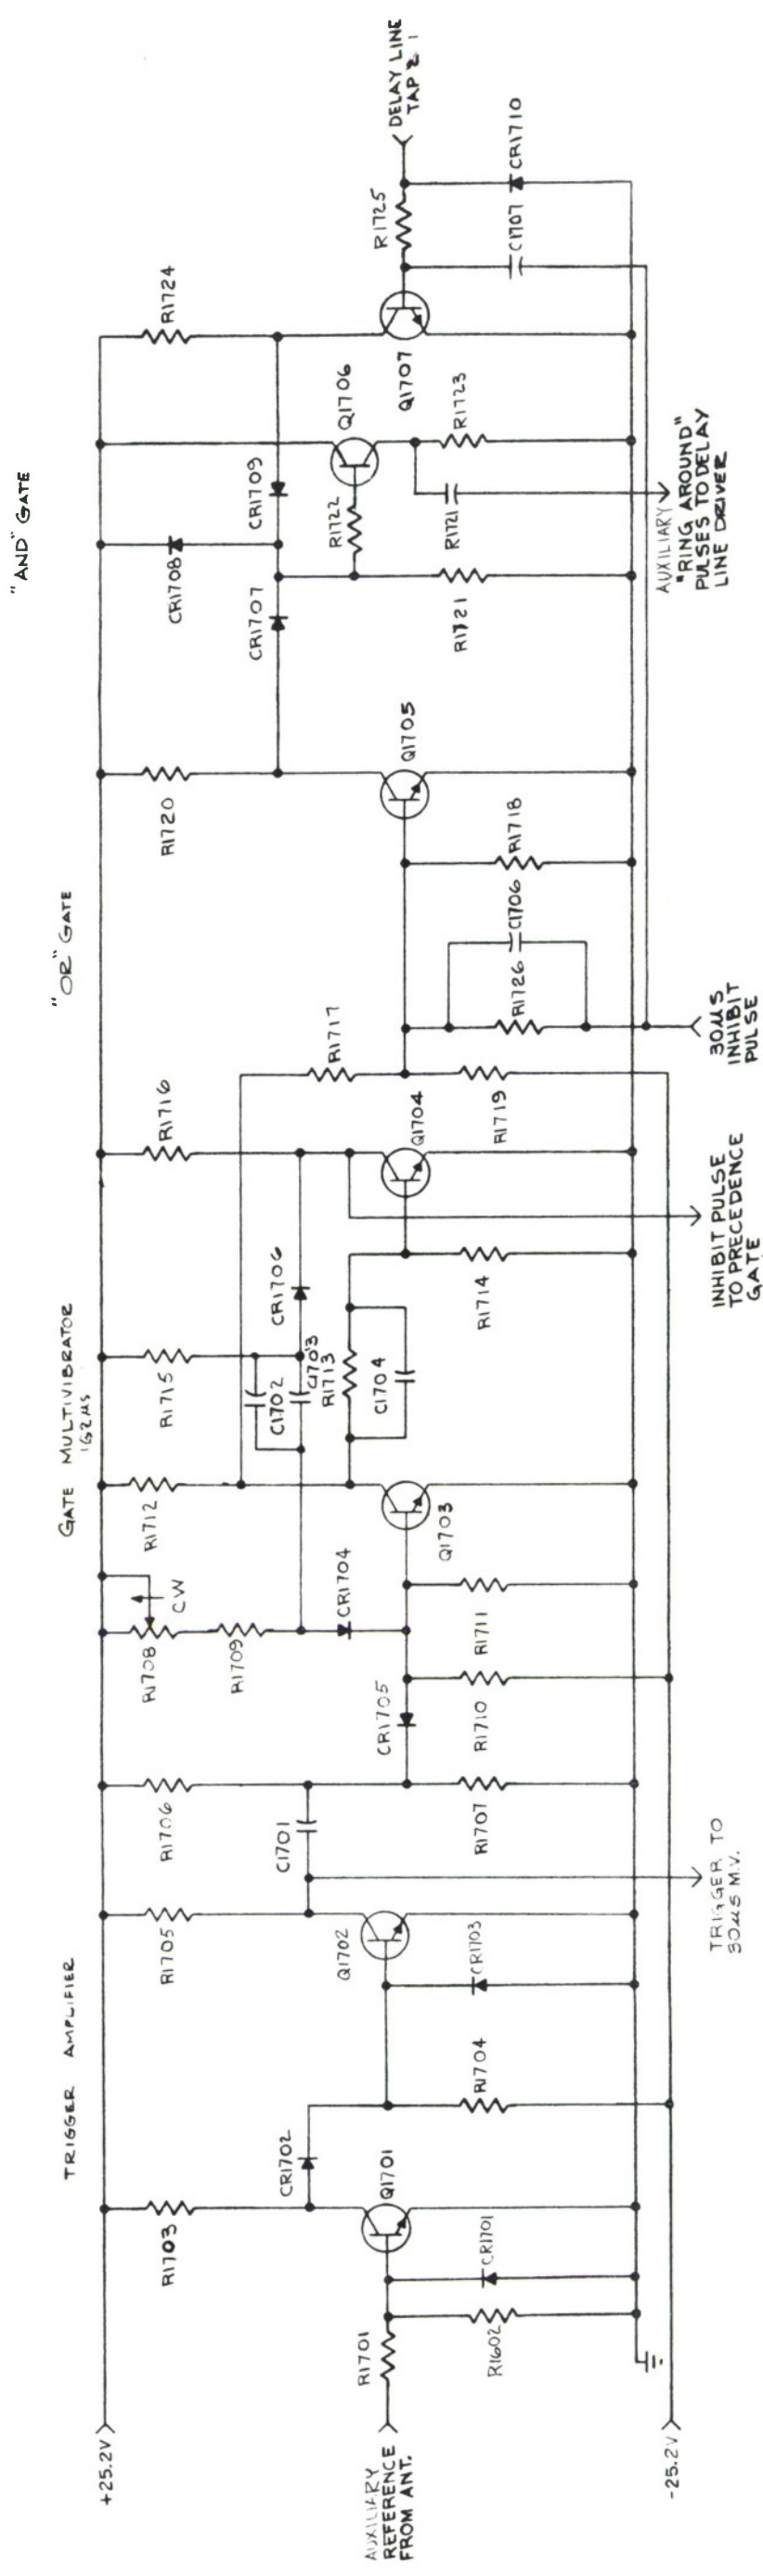 TRIGGER AMPLIFIER
GATE MULTIVIBRATOR
162 µS
"OR" GATE
"AND" GATE
+25.2V
AUXILIARY
REFERENCE
FROM ANT.
-25.2V
R1701
R1602
CR1701
R1703
Q1701
CR1702
R1704
CR1703
Q1702
R1705
C1701
TRIGGER TO
30µS M.V.
R1706
R1707
CR1705
R1710
R1711
R1708
CW
R1709
CR1704
R1712
Q1703
C1702
C1703
R1713
C1704
R1715
CR1706
R1714
R1716
Q1704
INHIBIT PULSE
TO PRECEDENCE
GATE
R1717
R1719
R1726
C1706
30µS
INHIBIT
PULSE
R1718
R1720
Q1705
CR1707
CR1708
CR1709
R1721
R1722
Q1706
R1721
R1723
AUXILIARY
"RING AROUND"
PULSES TO DELAY
LINE DRIVER
R1724
Q1707
R1725
C1707
CR1710
DELAY LINE
TAP 2 1